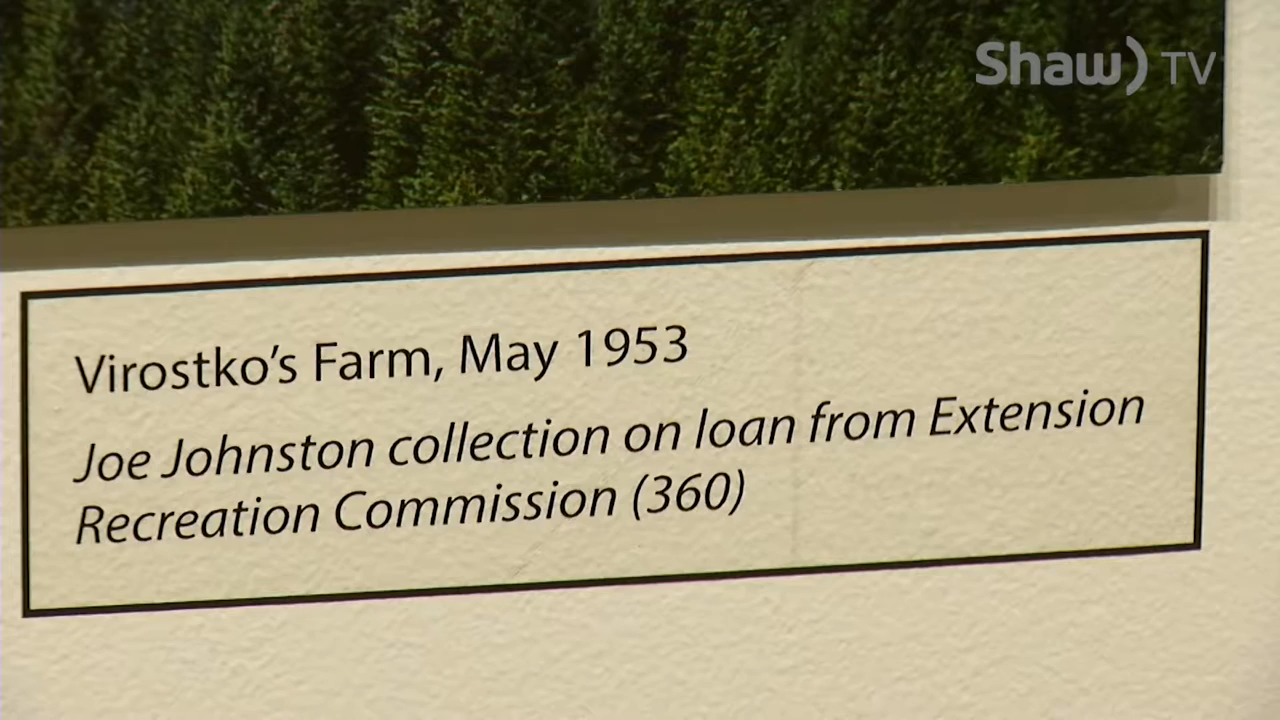 Shaw) TV
Virostko's Farm, May 1953
Joe Johnston collection on loan from Extension
Recreation Commission (360)